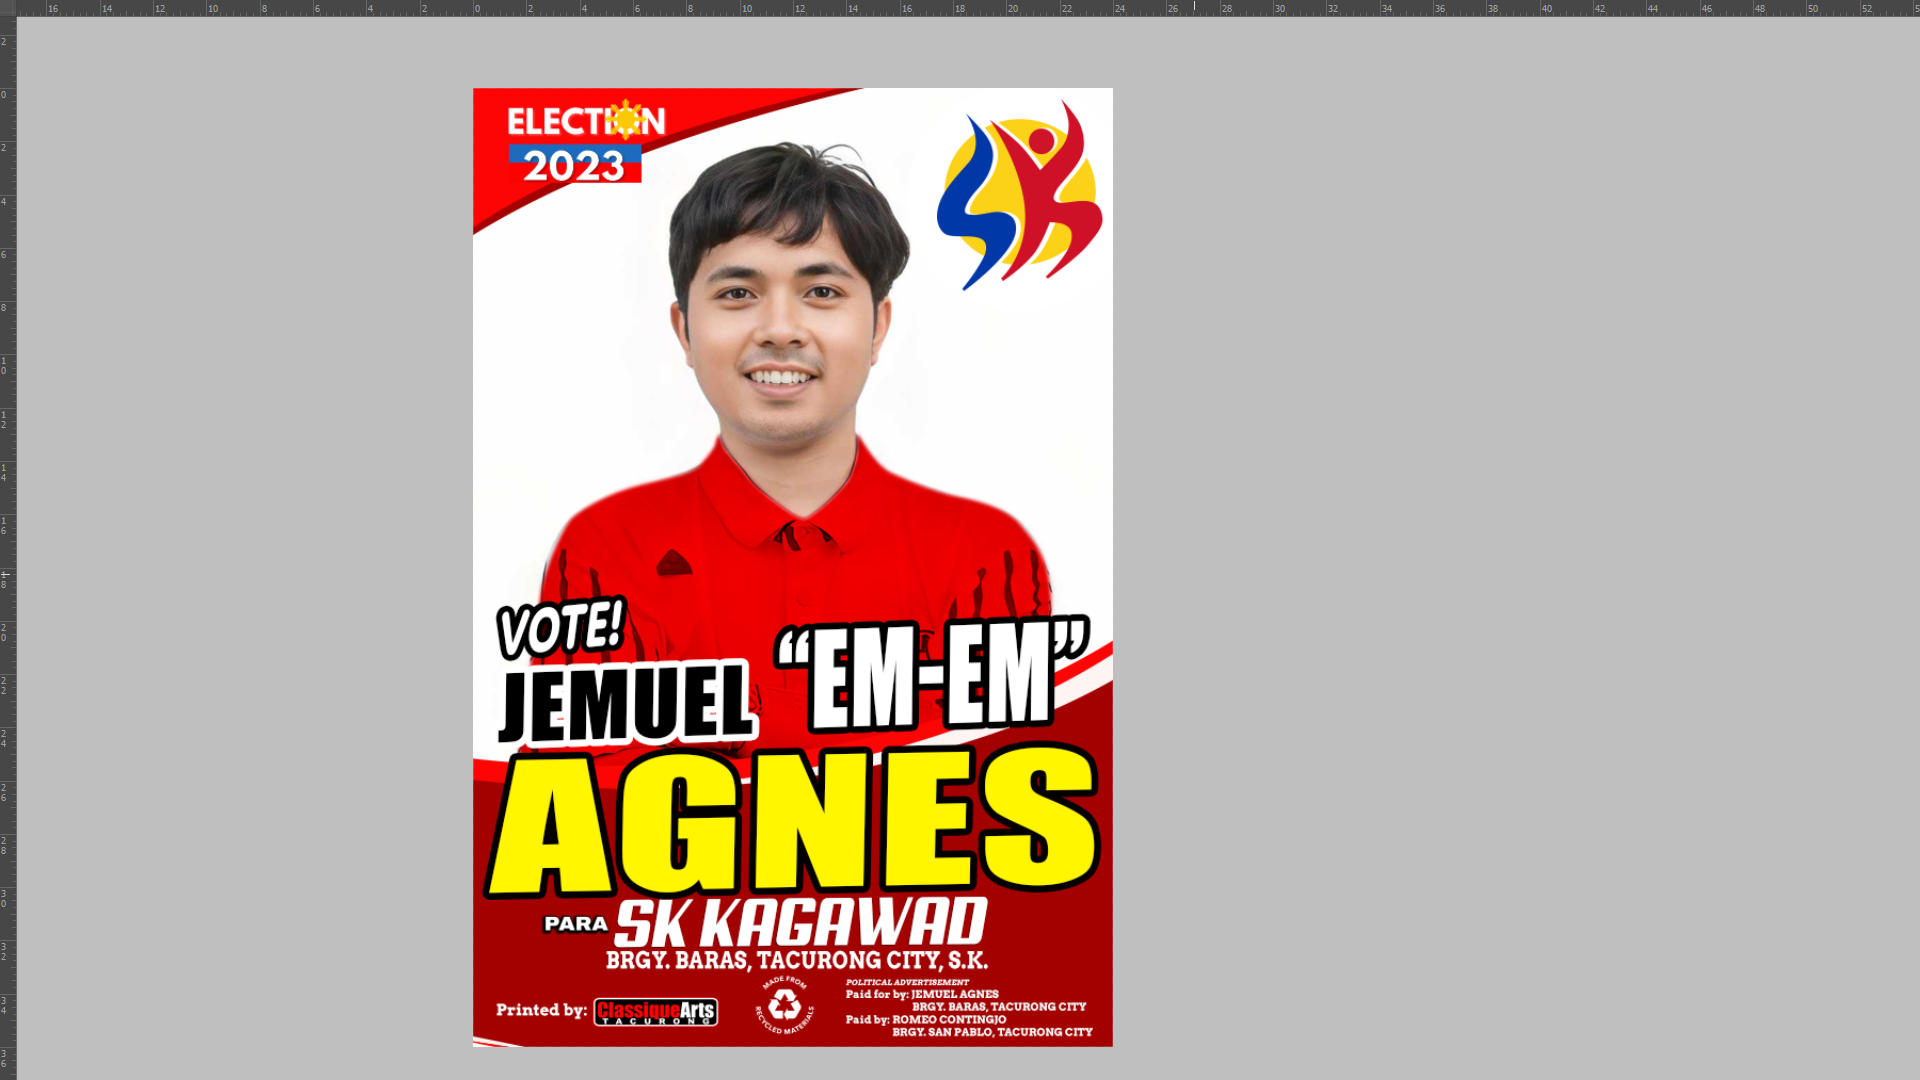 ELECTION
2023
VOTE!
JEMUEL "EM-EM"
AGNES
PARA SK KAGAWAD
BRGY. BARAS, TACURONG CITY, S.K.
Printed by: ClassiqueArts
TACURONG
MADE FROM
RECYCLED MATERIALS
POLITICAL ADVERTISEMENT
Paid for by: JEMUEL AGNES
BRGY. BARAS, TACURONG CITY
Paid by: ROMEO CONTINGJO
BRGY. SAN PABLO, TACURONG CITY